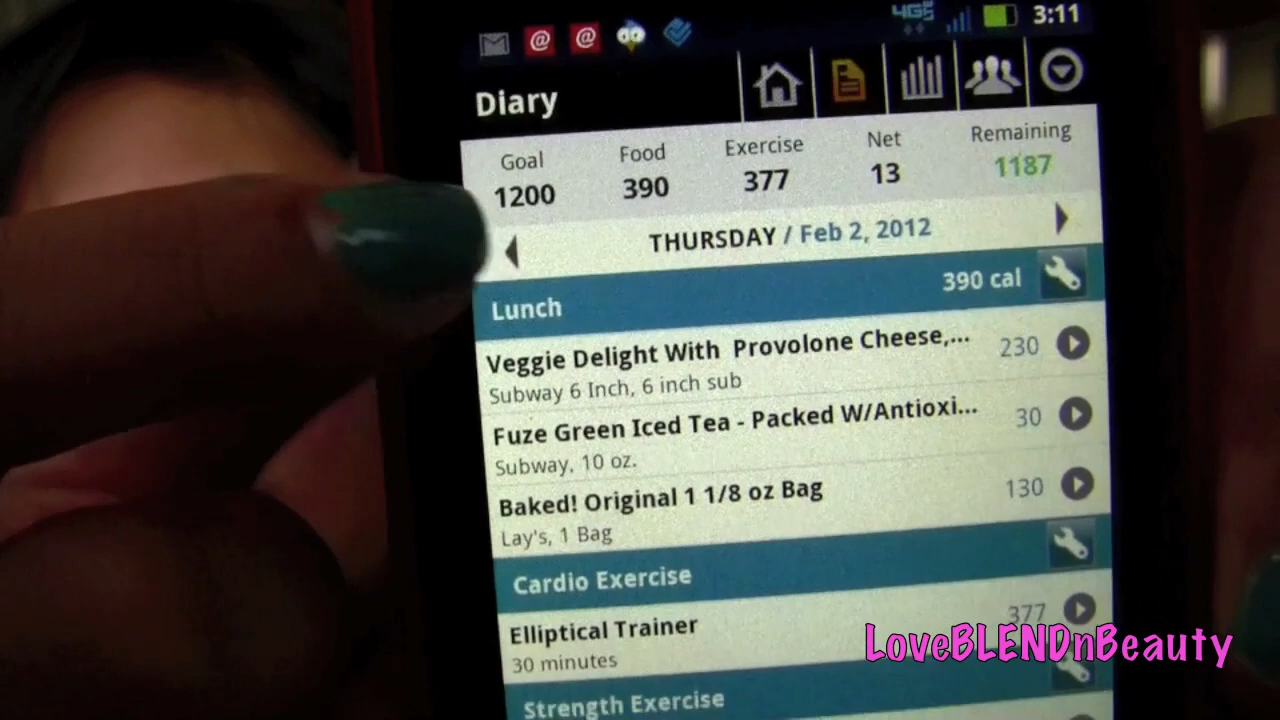 4G 3:11
Diary
Goal Food Exercise Net Remaining
1200 390 377 13 1187
THURSDAY / Feb 2, 2012
Lunch 390 cal
Veggie Delight With Provolone Cheese,... 230
Subway 6 Inch, 6 inch sub
Fuze Green Iced Tea - Packed W/Antioxi... 30
Subway, 10 oz.
Baked! Original 1 1/8 oz Bag 130
Lay's, 1 Bag
Cardio Exercise
Elliptical Trainer 377
30 minutes
LoveBLENDnBeauty
Strength Exercise